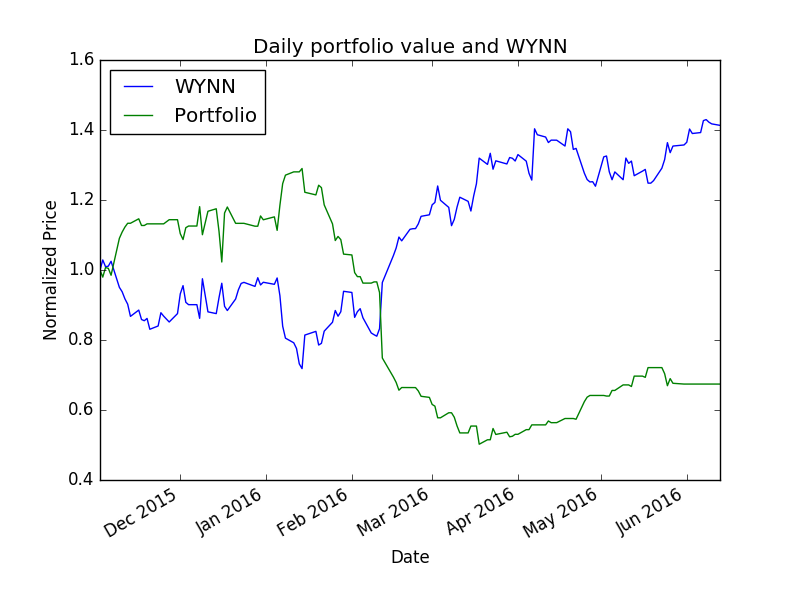 Daily portfolio value and WYNN
WYNN
Portfolio
1.6
1.4
1.2
1.0
0.8
0.6
0.4
Normalized Price
Dec 2015
Jan 2016
Feb 2016
Mar 2016
Apr 2016
May 2016
Jun 2016
Date